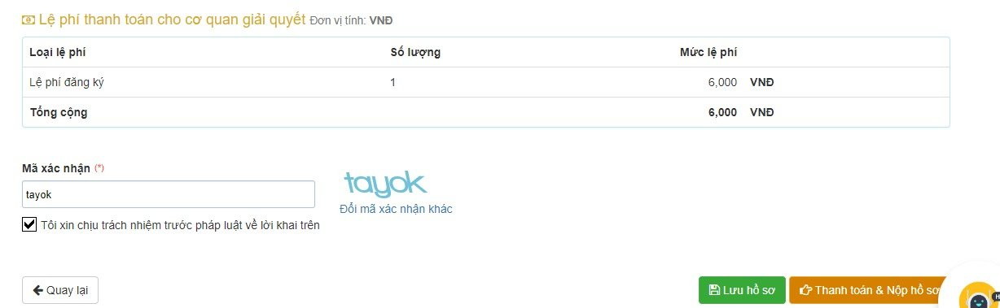 Lệ phí thanh toán cho cơ quan giải quyết Đơn vị tính: VNĐ
Loại lệ phí Số lượng Mức lệ phí
Lệ phí đăng ký 1 6,000 VNĐ
Tổng cộng 6,000 VNĐ
Mã xác nhận (*)
tayok
tayok
Đổi mã xác nhận khác
Tôi xin chịu trách nhiệm trước pháp luật về lời khai trên
Quay lại Lưu hồ sơ Thanh toán & Nộp hồ sơ